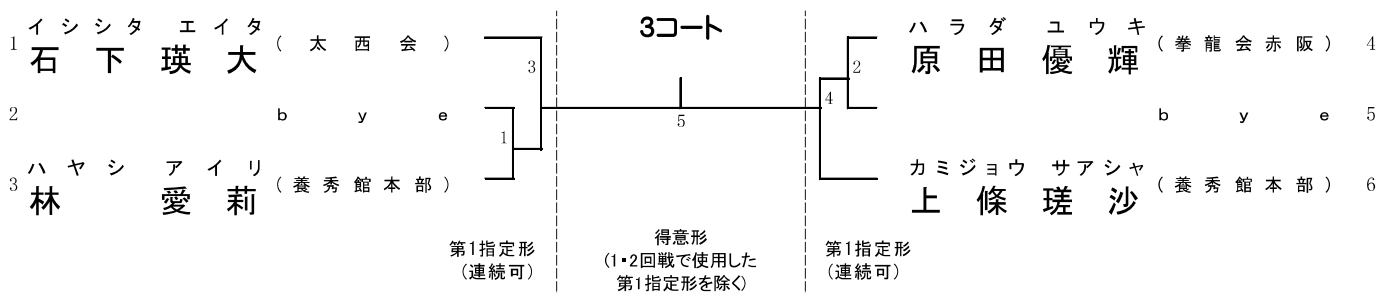 3コート
イシシタ エイタ
1 石下 瑛大 (太西会)
2 bye
ハヤシ アイリ
3 林 愛莉 (養秀館本部)
3
1
5
2
4
ハラダ ユウキ
原田 優輝 (拳龍会赤阪) 4
bye 5
カミジョウ サアシャ
上條 瑳沙 (養秀館本部) 6
第1指定形
(連続可)
得意形
(1・2回戦で使用した
第1指定形を除く)
第1指定形
(連続可)